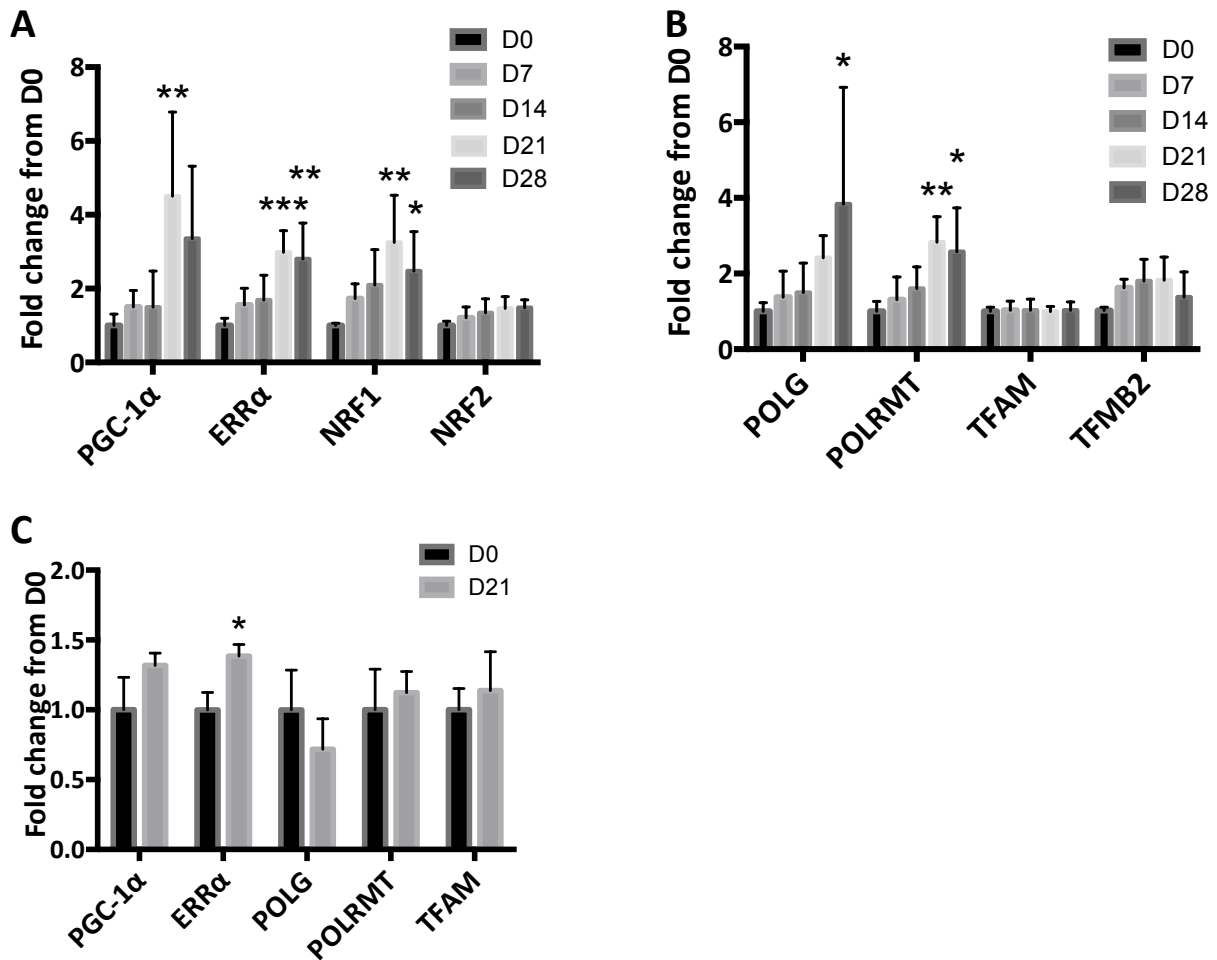 A
Fold change from D0
8
6
4
2
0
**
***
**
**
*
D0
D7
D14
D21
D28
PGC-1α
ERRα
NRF1
NRF2
B
Fold change from D0
8
6
4
2
0
*
**
*
D0
D7
D14
D21
D28
POLG
POLRMT
TFAM
TFMB2
C
Fold change from D0
2.0
1.5
1.0
0.5
0.0
*
D0
D21
PGC-1α
ERRα
POLG
POLRMT
TFAM